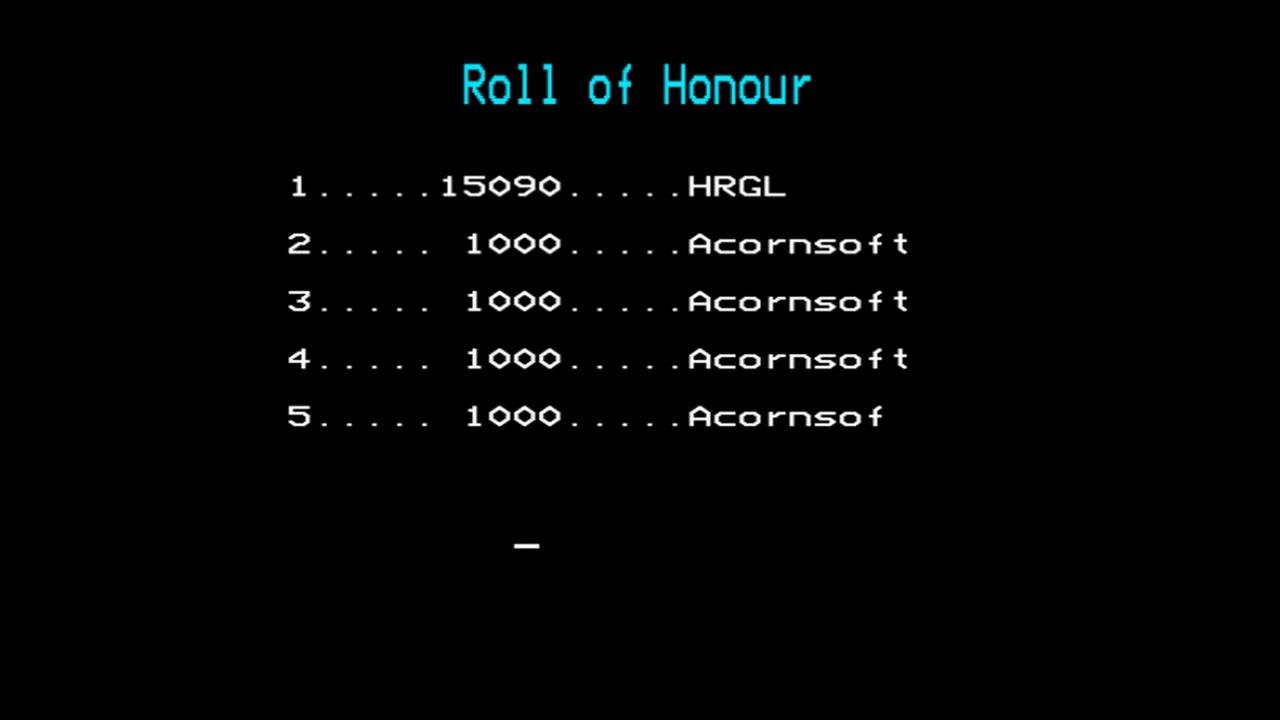 Roll of Honour
1.....15090.....HRGL
2..... 1000.....Acornsoft
3..... 1000.....Acornsoft
4..... 1000.....Acornsoft
5..... 1000.....Acornsof
_